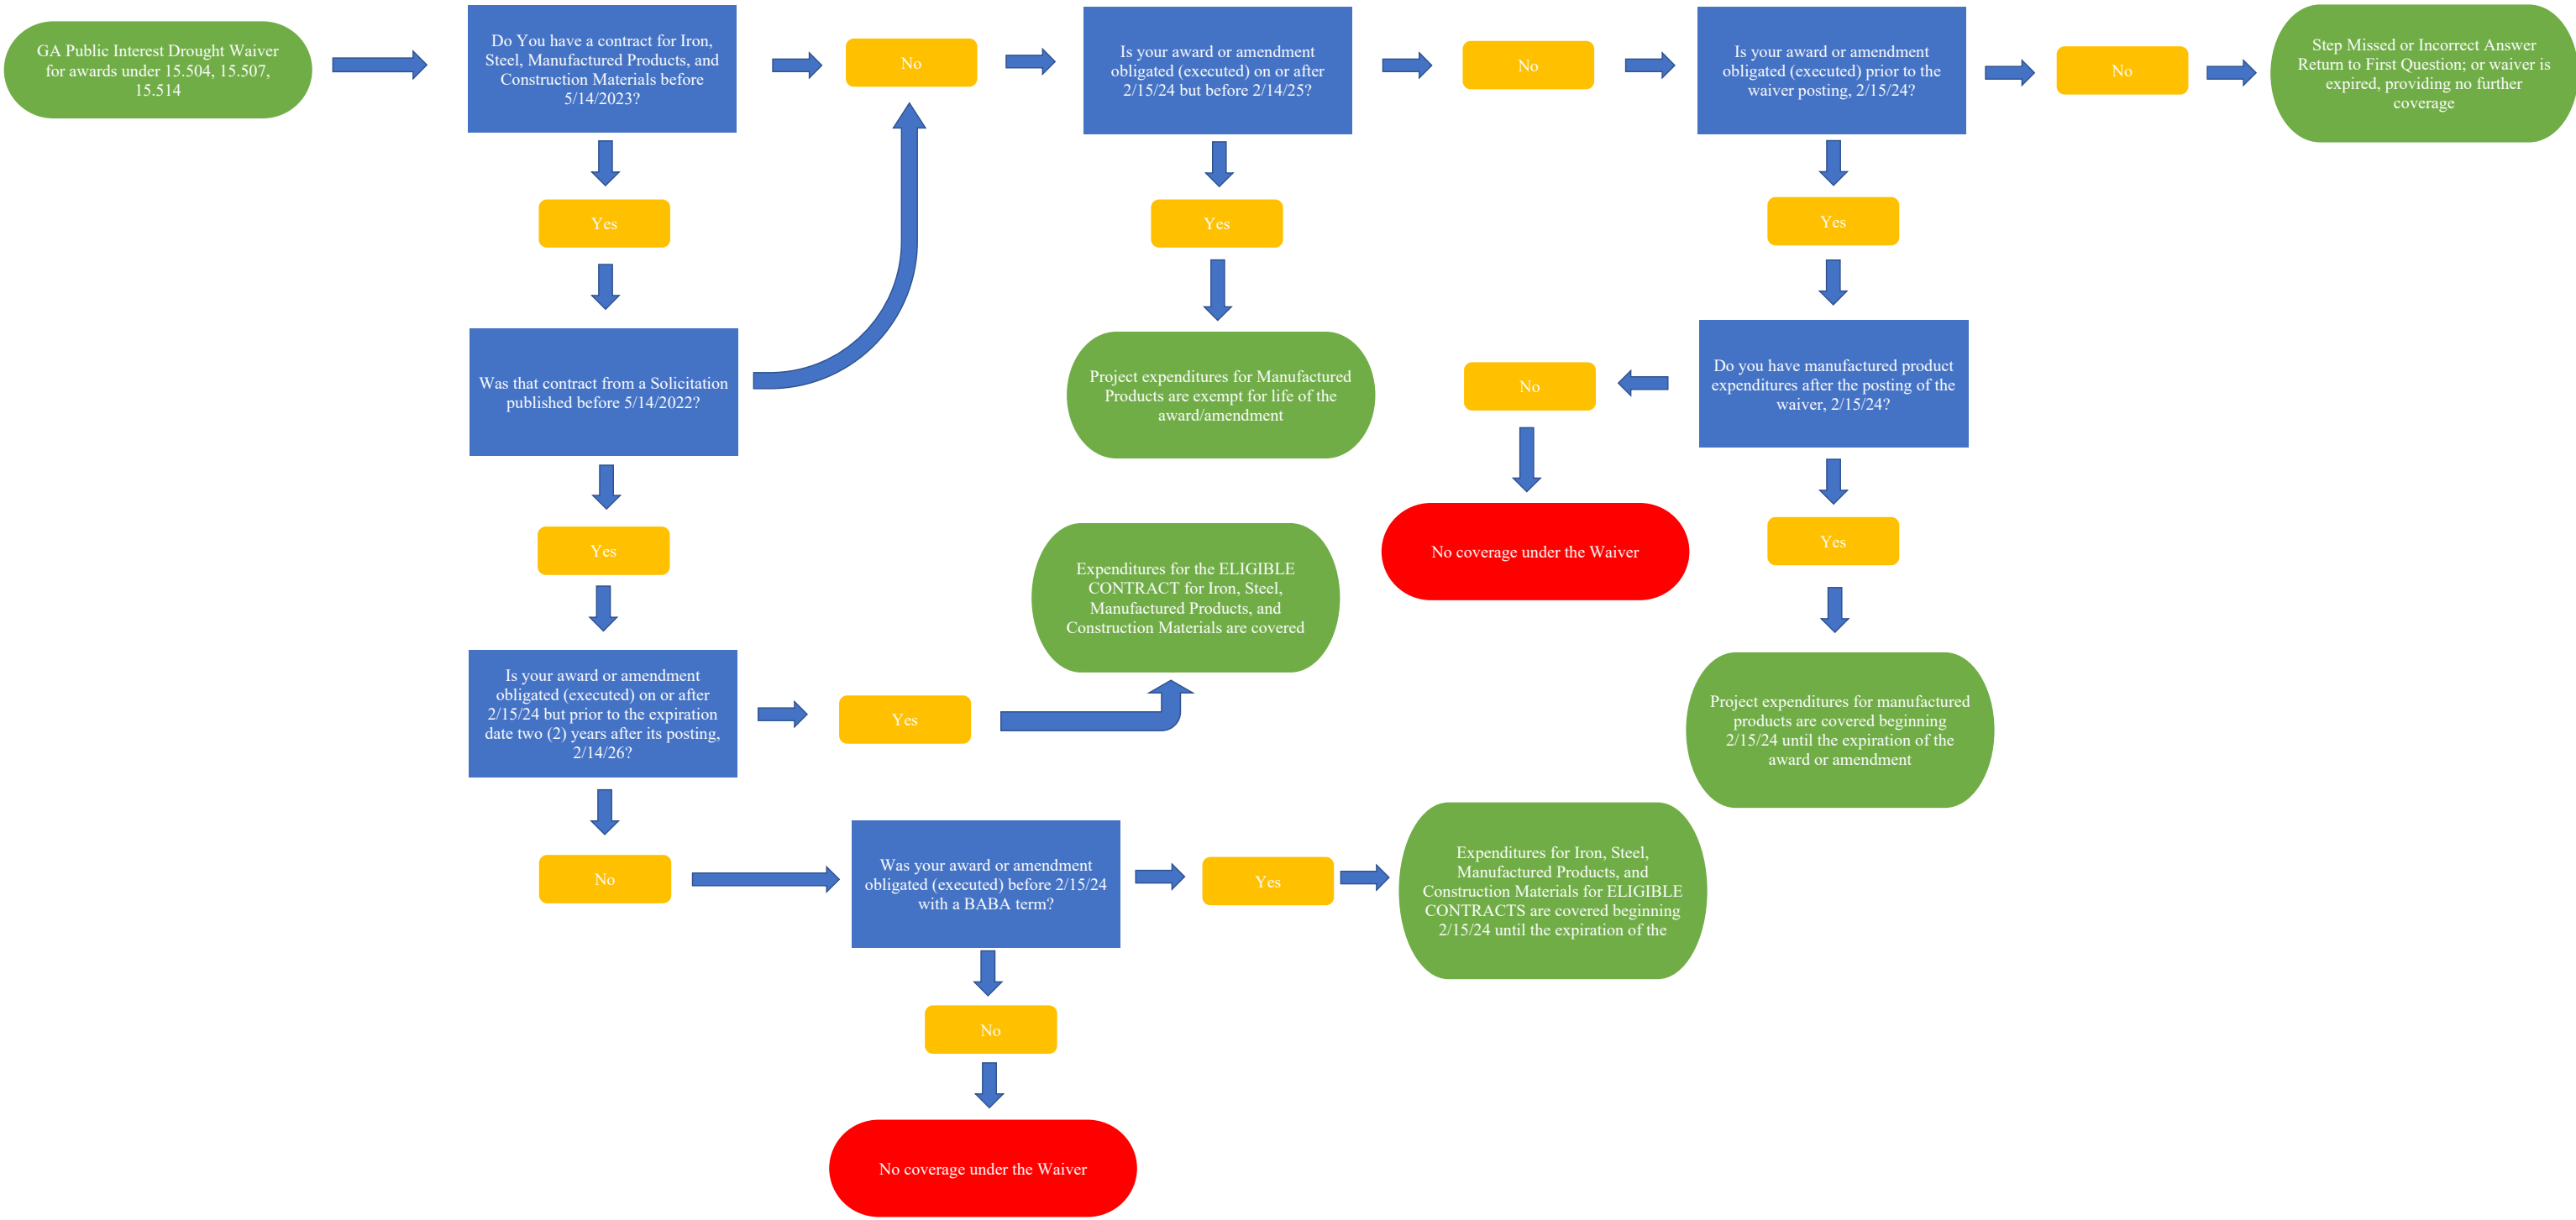 GA Public Interest Drought Waiver
for awards under 15.504, 15.507,
15.514
Do You have a contract for Iron,
Steel, Manufactured Products, and
Construction Materials before
5/14/2023?
No
Is your award or amendment
obligated (executed) on or after
2/15/24 but before 2/14/25?
No
Is your award or amendment
obligated (executed) prior to the
waiver posting, 2/15/24?
No
Step Missed or Incorrect Answer
Return to First Question; or waiver is
expired, providing no further
coverage
Yes
Yes
Yes
Was that contract from a Solicitation
published before 5/14/2022?
Project expenditures for Manufactured
Products are exempt for life of the
award/amendment
No
Do you have manufactured product
expenditures after the posting of the
waiver, 2/15/24?
Yes
Expenditures for the ELIGIBLE
CONTRACT for Iron, Steel,
Manufactured Products, and
Construction Materials are covered
No coverage under the Waiver
Yes
Is your award or amendment
obligated (executed) on or after
2/15/24 but prior to the expiration
date two (2) years after its posting,
2/14/26?
Yes
Project expenditures for manufactured
products are covered beginning
2/15/24 until the expiration of the
award or amendment
No
Was your award or amendment
obligated (executed) before 2/15/24
with a BABA term?
Yes
Expenditures for Iron, Steel,
Manufactured Products, and
Construction Materials for ELIGIBLE
CONTRACTS are covered beginning
2/15/24 until the expiration of the
No
No coverage under the Waiver